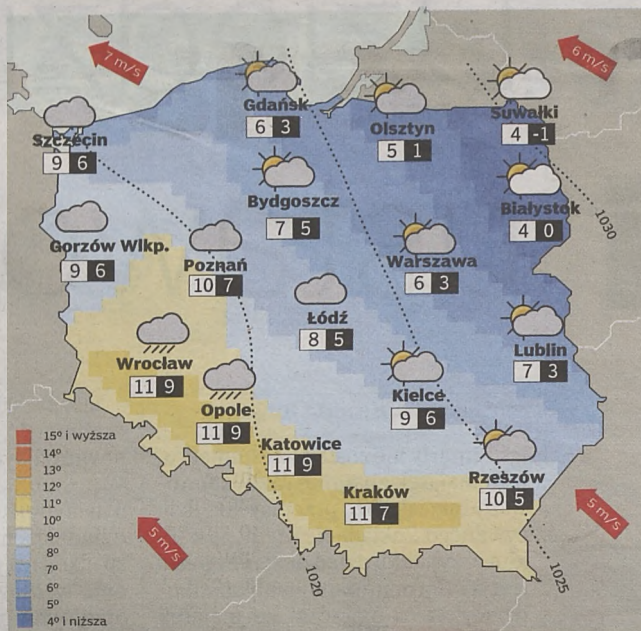 7 m/s
6 m/s
Gdańsk
6 3
Suwałki
4 -1
Szczecin
9 6
Olsztyn
5 1
Bydgoszcz
7 5
Białystok
4 0
1030
Gorzów Wlkp.
9 6
Poznań
10 7
Warszawa
6 3
Łódź
8 5
Wrocław
11 9
Lublin
7 3
Opole
11 9
Kielce
9 6
Katowice
11 9
Rzeszów
10 5
Kraków
11 7
5 m/s
5 m/s
1020
1025
15° i wyższa
14°
13°
12°
11°
10°
9°
8°
7°
6°
5°
4° i niższa